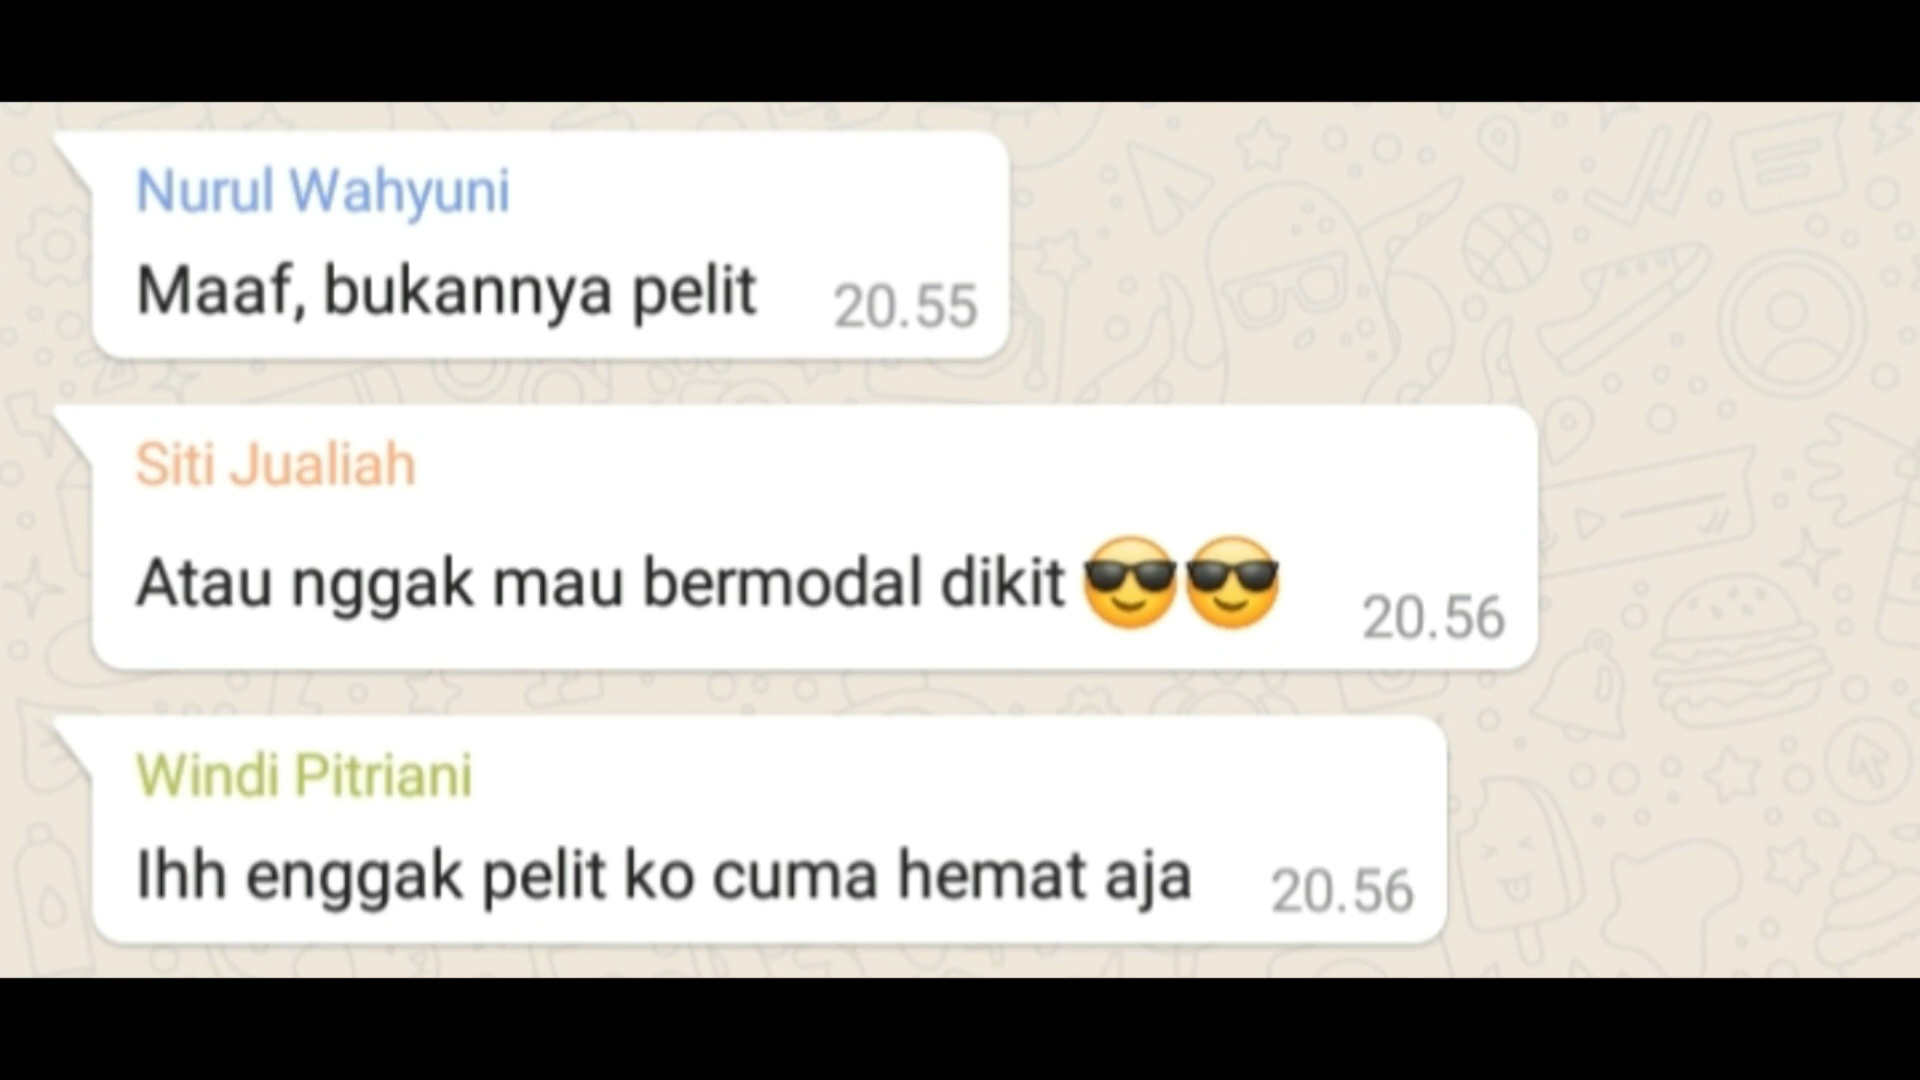 Nurul Wahyuni
Maaf, bukannya pelit 20.55
Siti Jualiah
Atau nggak mau bermodal dikit 😎😎 20.56
Windi Pitriani
Ihh enggak pelit ko cuma hemat aja 20.56